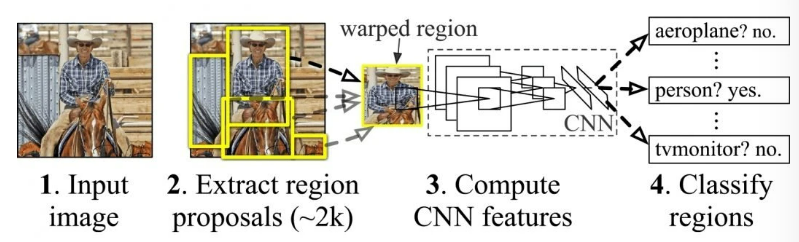 warped region
aeroplane? no.
person? yes.
CNN
tvmonitor? no.
1. Input
image
2. Extract region
proposals (~2k)
3. Compute
CNN features
4. Classify
regions